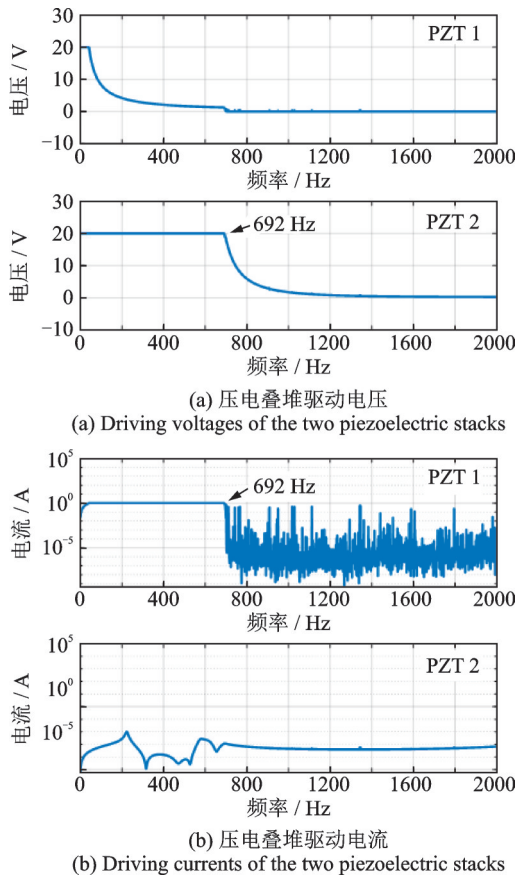 PZT 1
30
20
10
0
−10
电压 / V
0 400 800 1200 1600 2000
频率 / Hz
PZT 2
692 Hz
30
20
10
0
−10
电压 / V
0 400 800 1200 1600 2000
频率 / Hz
(a) 压电叠堆驱动电压
(a) Driving voltages of the two piezoelectric stacks
PZT 1
692 Hz
10^5
10^0
10^-5
电流 / A
0 400 800 1200 1600 2000
频率 / Hz
PZT 2
10^5
10^0
10^-5
电流 / A
0 400 800 1200 1600 2000
频率 / Hz
(b) 压电叠堆驱动电流
(b) Driving currents of the two piezoelectric stacks